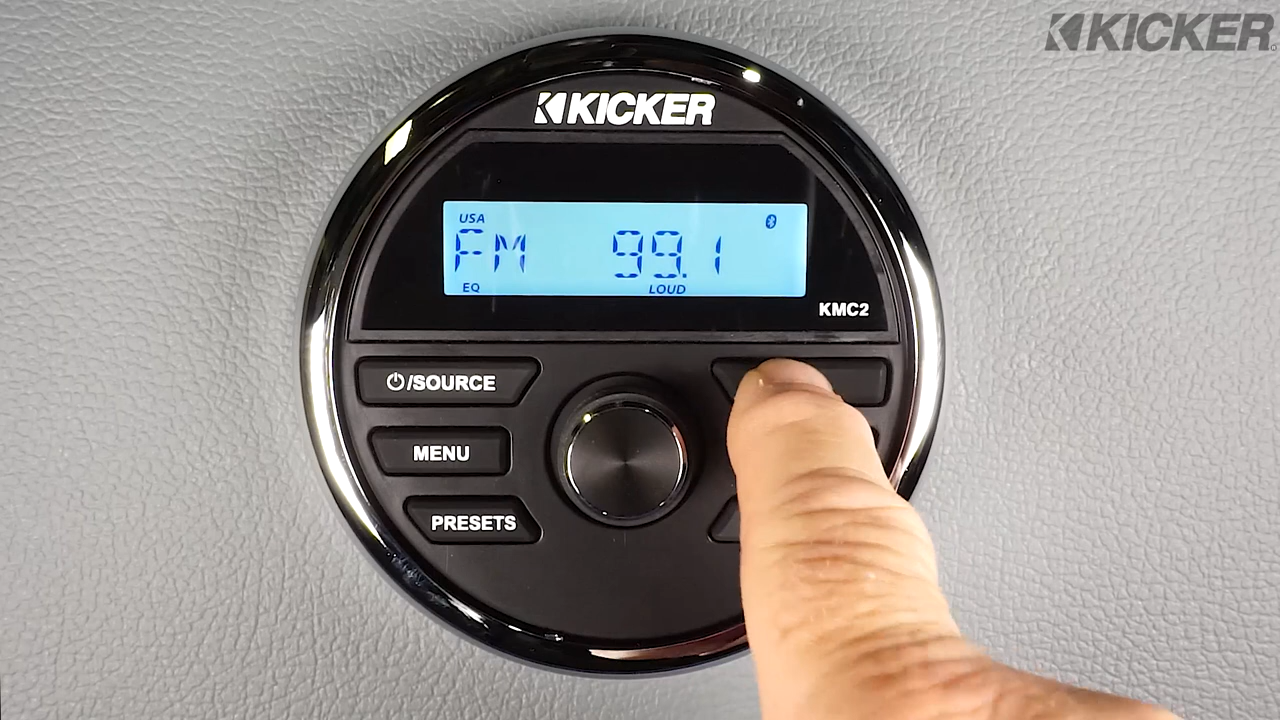 KICKER
KICKER
USA
FM 99.1
EQ LOUD
KMC2
⏻/SOURCE
MENU
PRESETS